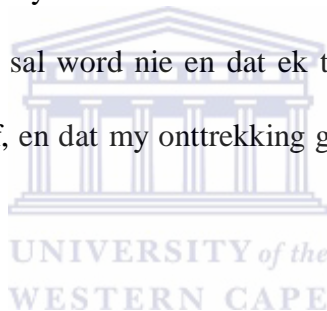 sal word nie en dat ek t
, en dat my onttrekking g
UNIVERSITY of the
WESTERN CAPE